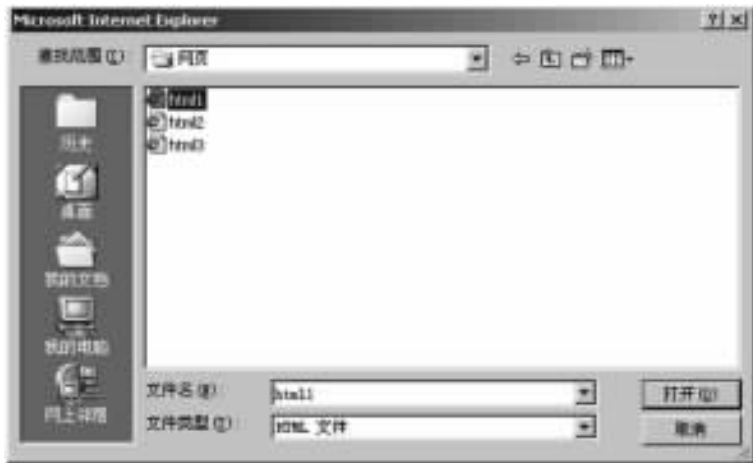 Microsoft Internet Explorer
查找范围(I)
网页
html1
html2
html3
历史
桌面
我的文档
我的电脑
网上邻居
文件名(N)
html1
打开(O)
文件类型(T)
HTML 文件
取消